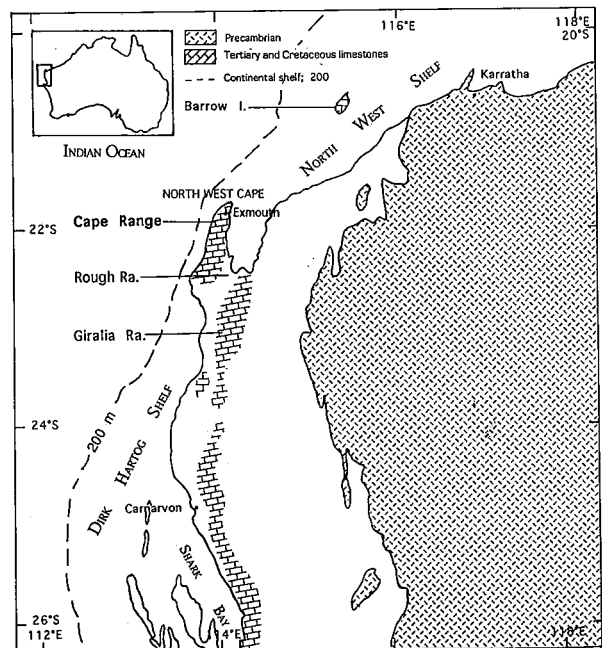 116°E
118°E
20°S
Precambrian
Tertiary and Cretaceous limestones
Continental shelf; 200
Barrow I.
INDIAN OCEAN
NORTH WEST SHELF
Karratha
NORTH WEST CAPE
Exmouth
Cape Range
22°S
Rough Ra.
Giralia Ra.
24°S
200 m
DIRK HARTOG SHELF
Carnarvon
SHARK BAY
26°S
112°E
14°E
118°E